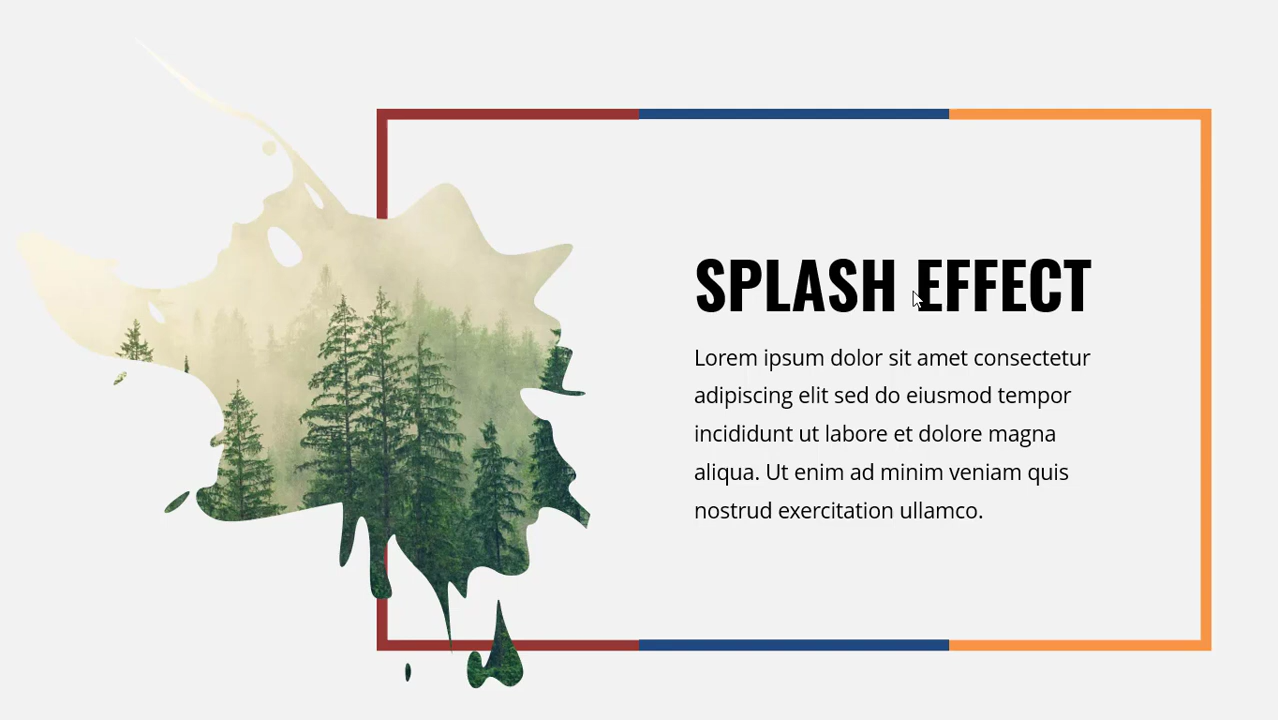 SPLASH EFFECT
Lorem ipsum dolor sit amet consectetur
adipiscing elit sed do eiusmod tempor
incididunt ut labore et dolore magna
aliqua. Ut enim ad minim veniam quis
nostrud exercitation ullamco.